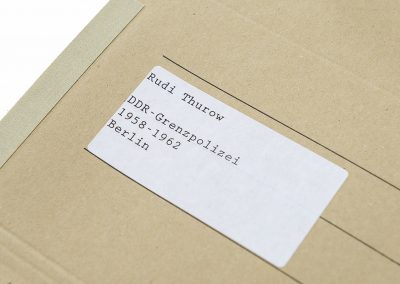 Rudi Thurow
DDR-Grenzpolizei
1958-1962
Berlin